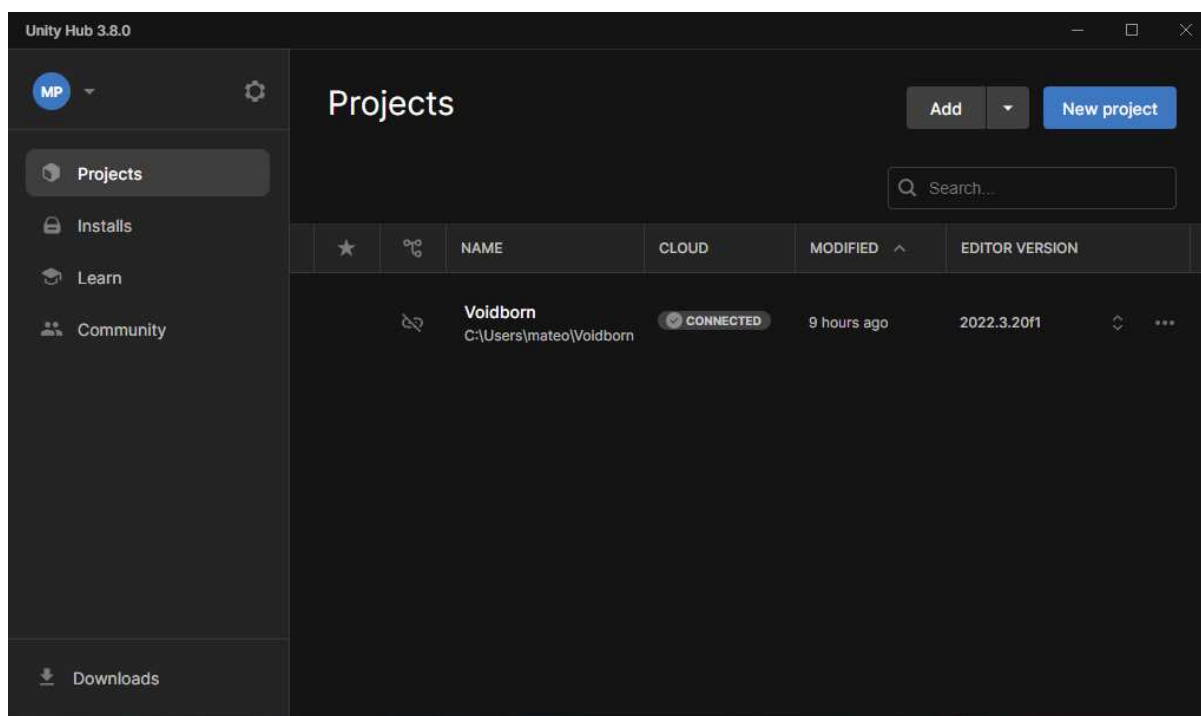 Unity Hub 3.8.0
MP
Projects
Add
New project
Projects
Installs
Learn
Community
Search...
NAME CLOUD MODIFIED EDITOR VERSION
Voidborn
C:\Users\mateo\Voidborn
CONNECTED
9 hours ago
2022.3.20f1
Downloads